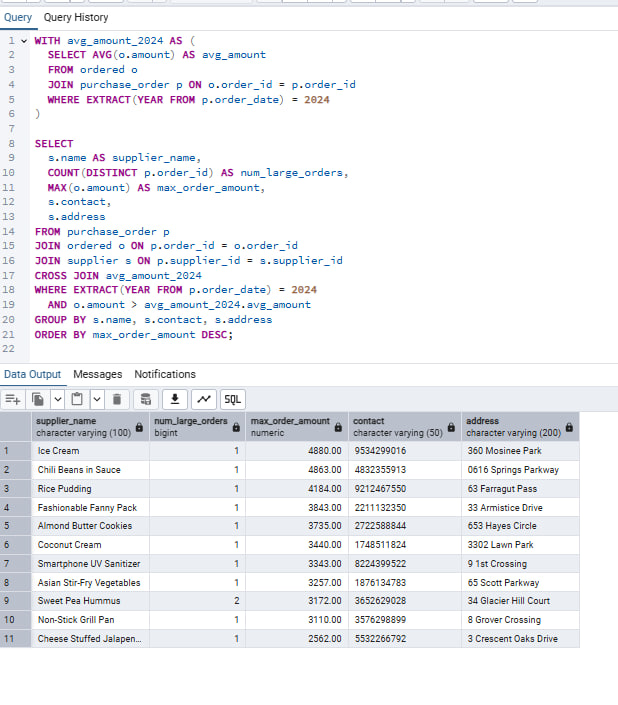 Query Query History
1 WITH avg_amount_2024 AS (
2 SELECT AVG(o.amount) AS avg_amount
3 FROM ordered o
4 JOIN purchase_order p ON o.order_id = p.order_id
5 WHERE EXTRACT(YEAR FROM p.order_date) = 2024
6 )
7
8 SELECT
9 s.name AS supplier_name,
10 COUNT(DISTINCT p.order_id) AS num_large_orders,
11 MAX(o.amount) AS max_order_amount,
12 s.contact,
13 s.address
14 FROM purchase_order p
15 JOIN ordered o ON p.order_id = o.order_id
16 JOIN supplier s ON p.supplier_id = s.supplier_id
17 CROSS JOIN avg_amount_2024
18 WHERE EXTRACT(YEAR FROM p.order_date) = 2024
19 AND o.amount > avg_amount_2024.avg_amount
20 GROUP BY s.name, s.contact, s.address
21 ORDER BY max_order_amount DESC;
22
Data Output Messages Notifications
SQL
supplier_name num_large_orders max_order_amount contact address
character varying (100) bigint numeric character varying (50) character varying (200)
1 Ice Cream 1 4880.00 9534299016 360 Mosinee Park
2 Chili Beans in Sauce 1 4863.00 4832355913 0616 Springs Parkway
3 Rice Pudding 1 4184.00 9212467550 63 Farragut Pass
4 Fashionable Fanny Pack 1 3843.00 2211132350 33 Armistice Drive
5 Almond Butter Cookies 1 3735.00 2722588844 653 Hayes Circle
6 Coconut Cream 1 3440.00 1748511824 3302 Lawn Park
7 Smartphone UV Sanitizer 1 3343.00 8224399522 9 1st Crossing
8 Asian Stir-Fry Vegetables 1 3257.00 1876134783 65 Scott Parkway
9 Sweet Pea Hummus 2 3172.00 3652629028 34 Glacier Hill Court
10 Non-Stick Grill Pan 1 3110.00 3576298899 8 Grover Crossing
11 Cheese Stuffed Jalapen... 1 2562.00 5532266792 3 Crescent Oaks Drive